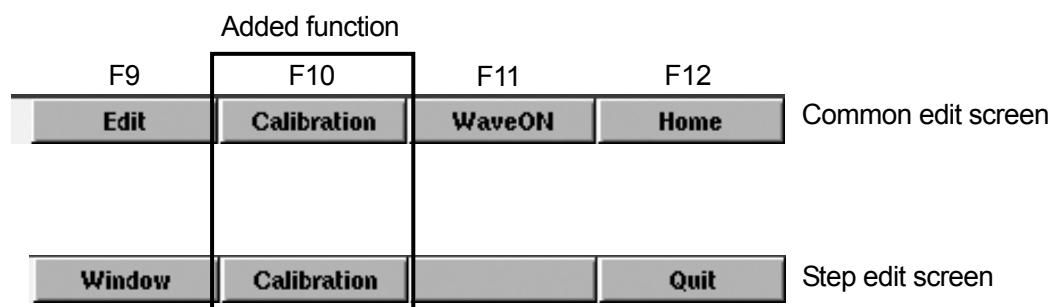 Added function
F9 F10 F11 F12
Edit Calibration WaveON Home Common edit screen
Window Calibration Quit Step edit screen